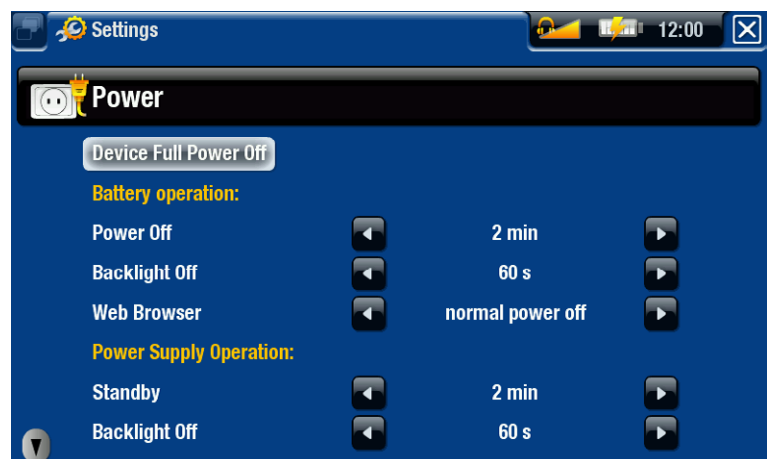 Settings 12:00
Power
Device Full Power Off
Battery operation:
Power Off 2 min
Backlight Off 60 s
Web Browser normal power off
Power Supply Operation:
Standby 2 min
Backlight Off 60 s